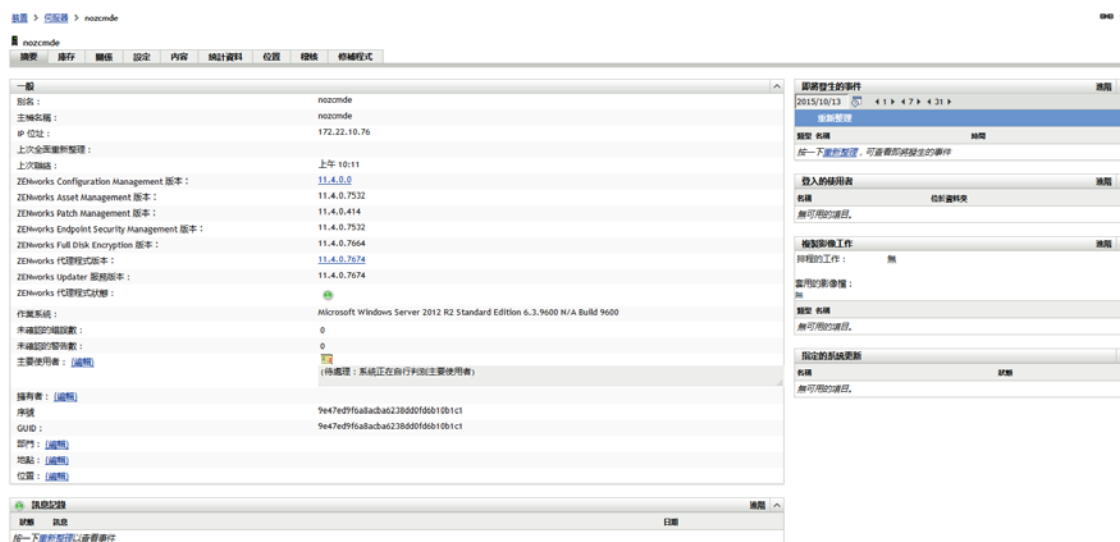 裝置 > 伺服器 > nozcmde
nozcmde
摘要 庫存 關係 設定 內容 統計資料 位置 稽核 修補程式
一般
別名： nozcmde
主機名稱： nozcmde
IP 位址： 172.22.10.76
上次全面重新整理：
上次聯絡： 上午 10:11
ZENworks Configuration Management 版本： 11.4.0.0
ZENworks Asset Management 版本： 11.4.0.7532
ZENworks Patch Management 版本： 11.4.0.414
ZENworks Endpoint Security Management 版本： 11.4.0.7532
ZENworks Full Disk Encryption 版本： 11.4.0.7664
ZENworks 代理程式版本： 11.4.0.7674
ZENworks Updater 服務版本： 11.4.0.7674
ZENworks 代理程式狀態：
作業系統： Microsoft Windows Server 2012 R2 Standard Edition 6.3.9600 N/A Build 9600
未確認的錯誤數： 0
未確認的警告數： 0
主要使用者： (編輯)
(待處理：系統正在自行判別主要使用者)
擁有者： (編輯)
序號 9e47ed9f6a8acba6238dd0fd6b10b1c1
GUID： 9e47ed9f6a8acba6238dd0fd6b10b1c1
部門： (編輯)
地點： (編輯)
位置： (編輯)
訊息記錄 進階
狀態 訊息 日期
按一下重新整理以查看事件
即將發生的事件 進階
2015/10/13 1 7 31
重新整理
類型 名稱 時間
按一下重新整理，可查看即將發生的事件
登入的使用者 進階
名稱 位於資料夾
無可用的項目。
複製影像工作 進階
排程的工作： 無
套用的影像檔：
無
類型 名稱
無可用的項目。
指定的系統更新
名稱 狀態
無可用的項目。